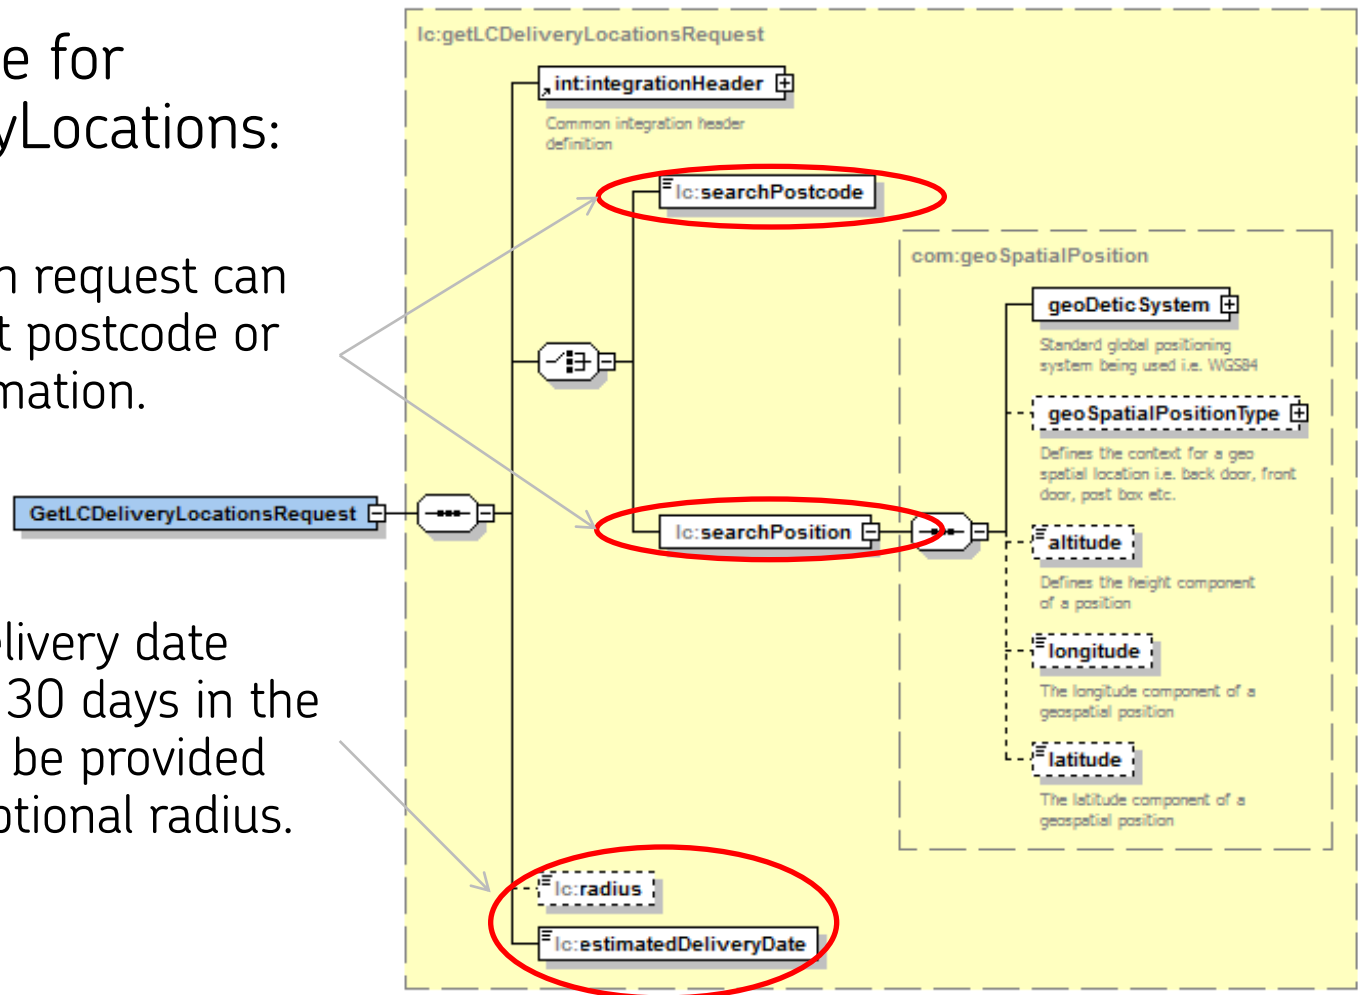 e for
yLocations:
n request can
t postcode or
mation.
elivery date
30 days in the
be provided
otional radius.
lc:getLCDeliveryLocationsRequest
int:integrationHeader
Common integration header
definition
lc:searchPostcode
com:geoSpatialPosition
geoDeticSystem
Standard global positioning
system being used i.e. WGS84
geoSpatialPositionType
Defines the context for a geo
spatial location i.e. back door, front
door, post box etc.
GetLCDeliveryLocationsRequest
lc:searchPosition
altitude
Defines the height component
of a position
longitude
The longitude component of a
geospatial position
latitude
The latitude component of a
geospatial position
lc:radius
lc:estimatedDeliveryDate